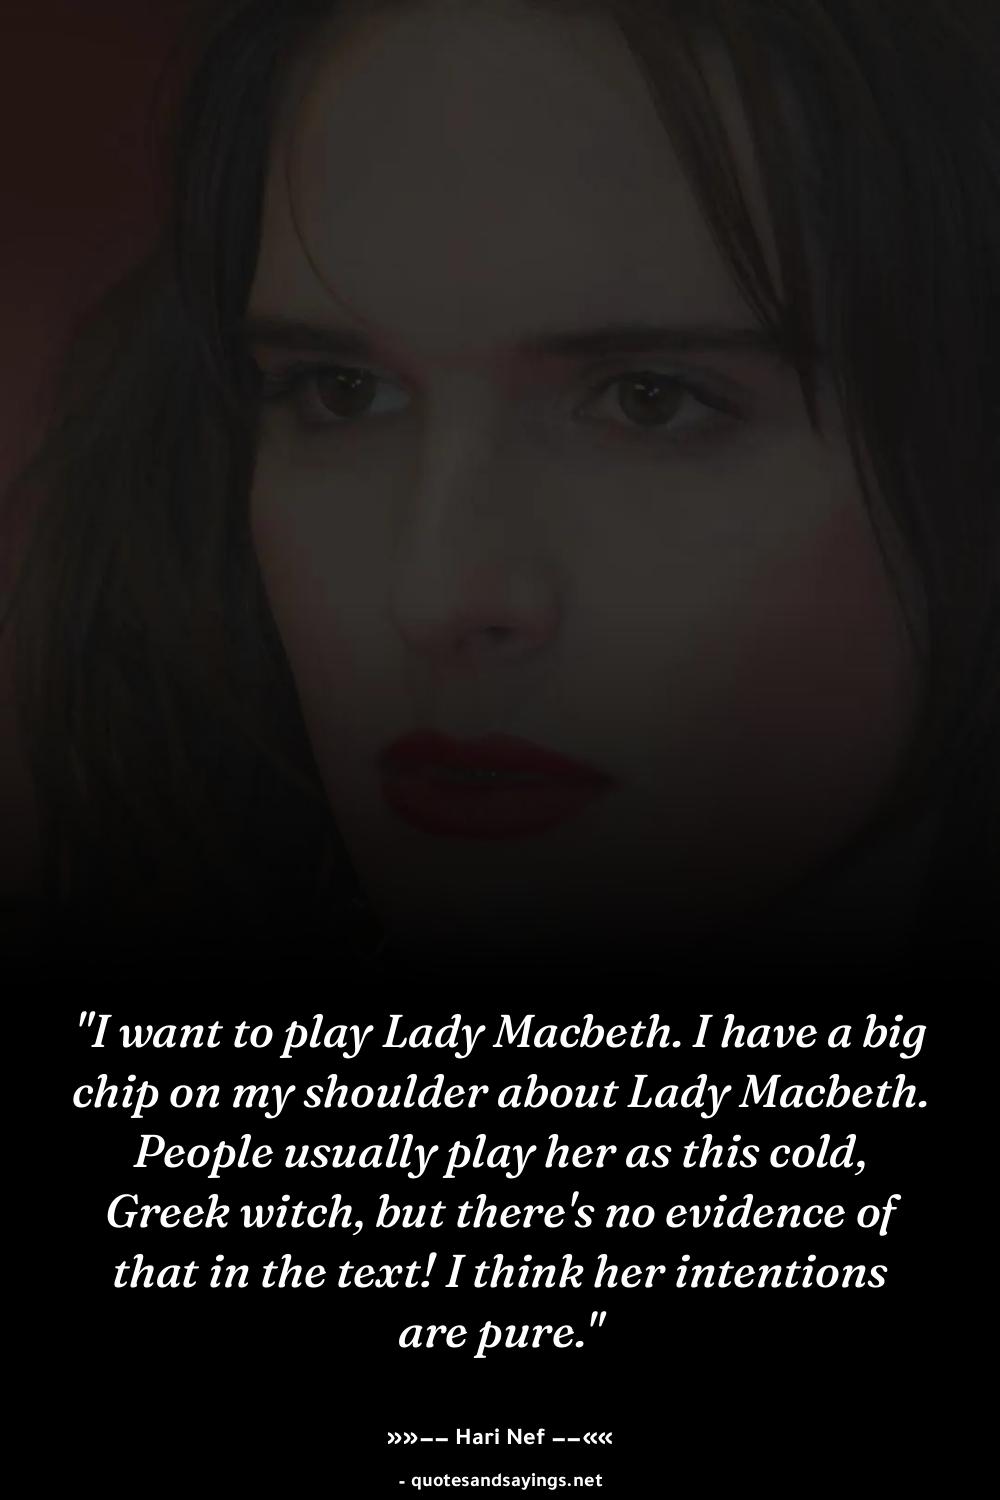 "I want to play Lady Macbeth. I have a big
chip on my shoulder about Lady Macbeth.
People usually play her as this cold,
Greek witch, but there's no evidence of
that in the text! I think her intentions
are pure."
»»-- Hari Nef --««
- quotesandsayings.net